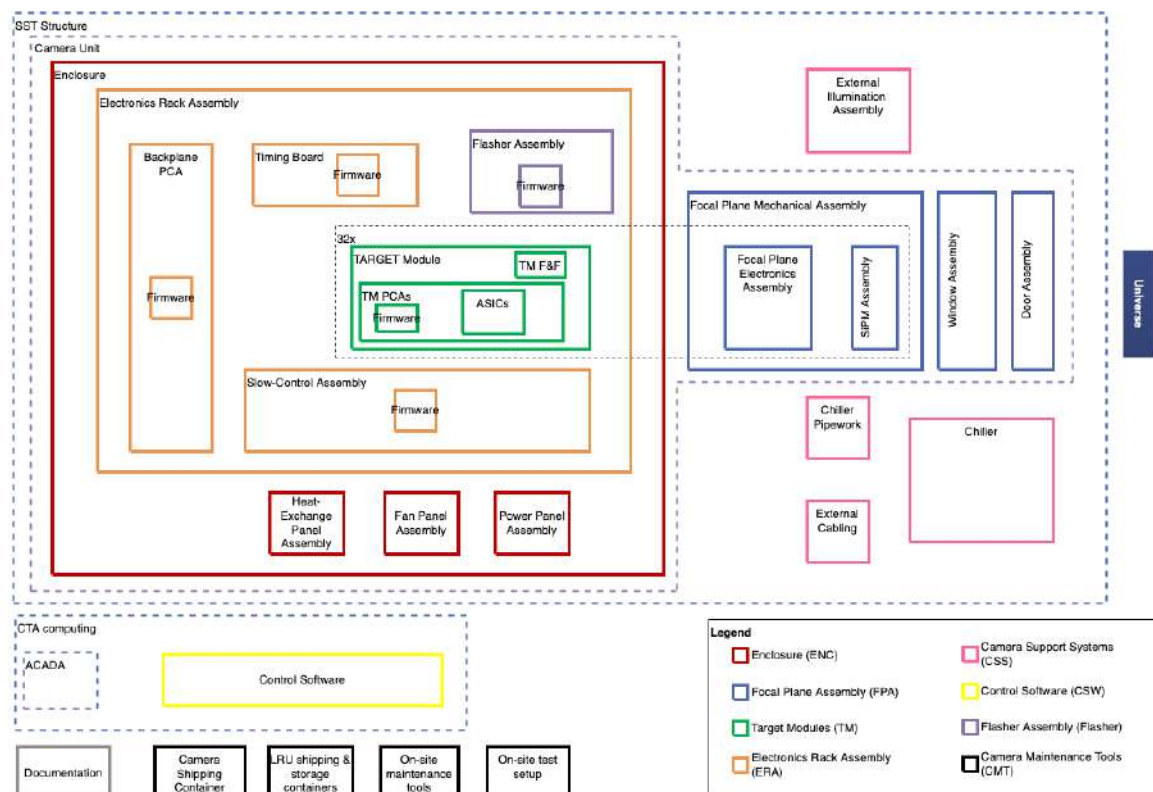 SST Structure
Camera Unit
Enclosure
Electronics Rack Assembly
Backplane
PCA
Firmware
Timing Board
Firmware
Flasher Assembly
Firmware
32x
TARGET Module
TM F&F
TM PCAs
Firmware
ASICs
Slow-Control Assembly
Firmware
Heat-
Exchange
Panel
Assembly
Fan Panel
Assembly
Power Panel
Assembly
External
Illumination
Assembly
Focal Plane Mechanical Assembly
Focal Plane
Electronics
Assembly
SiPM Assembly
Window Assembly
Door Assembly
Universe
Chiller
Pipework
Chiller
External
Cabling
CTA computing
ACADA
Control Software
Documentation
Camera
Shipping
Container
LRU shipping &
storage
containers
On-site
maintenance
tools
On-site test
setup
Legend
Enclosure (ENC)
Focal Plane Assembly (FPA)
Target Modules (TM)
Electronics Rack Assembly
(ERA)
Camera Support Systems
(CSS)
Control Software (CSW)
Flasher Assembly (Flasher)
Camera Maintenance Tools
(CMT)